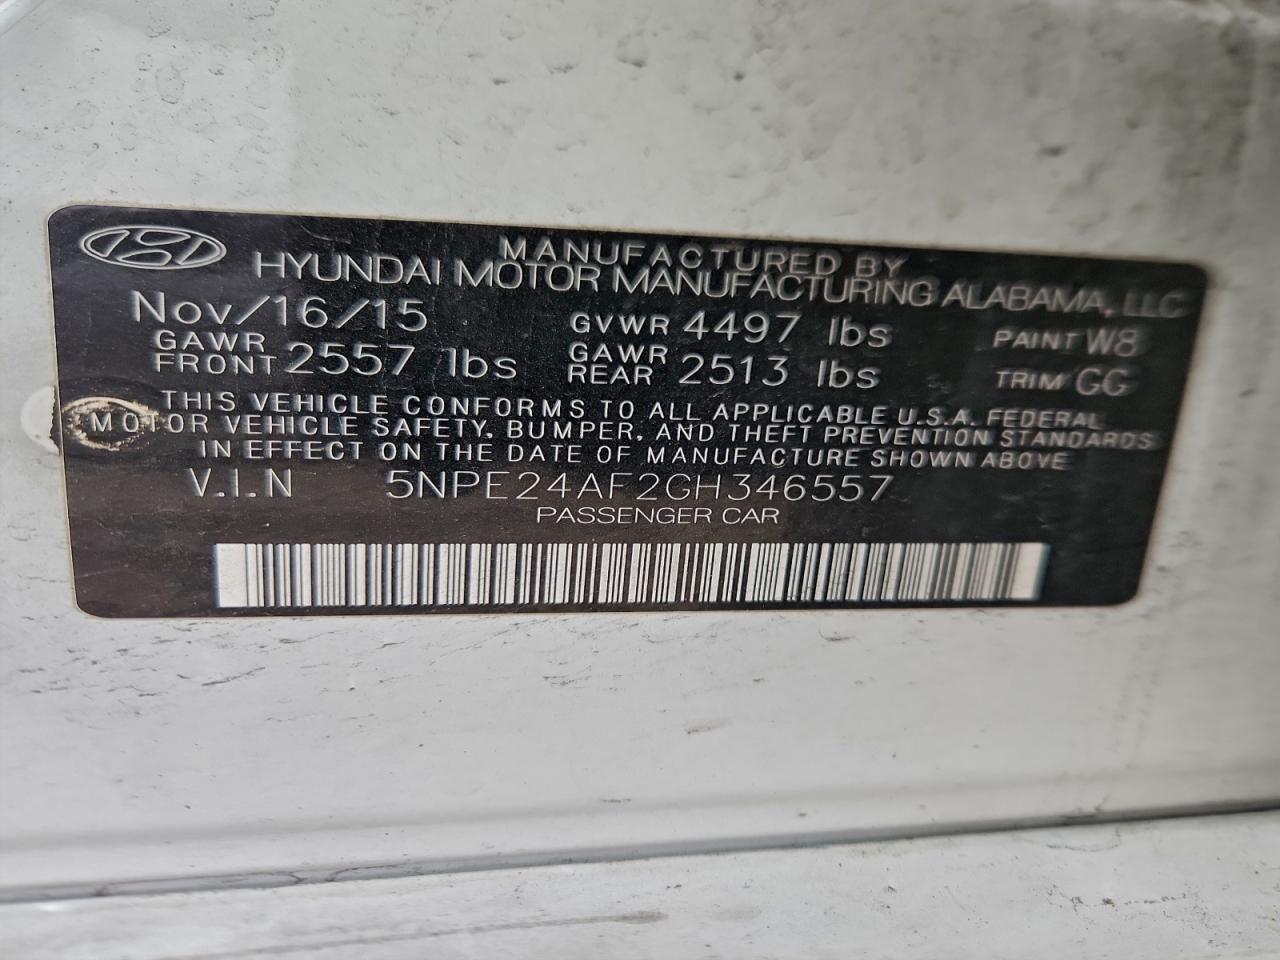 MANUFACTURED BY
HYUNDAI MOTOR MANUFACTURING ALABAMA, LLC
Nov/16/15 GVWR 4497 lbs PAINT W8
GAWR FRONT 2557 lbs GAWR REAR 2513 lbs TRIM GG
THIS VEHICLE CONFORMS TO ALL APPLICABLE U.S.A. FEDERAL
MOTOR VEHICLE SAFETY, BUMPER, AND THEFT PREVENTION STANDARDS
IN EFFECT ON THE DATE OF MANUFACTURE SHOWN ABOVE
V.I.N 5NPE24AF2GH346557
PASSENGER CAR